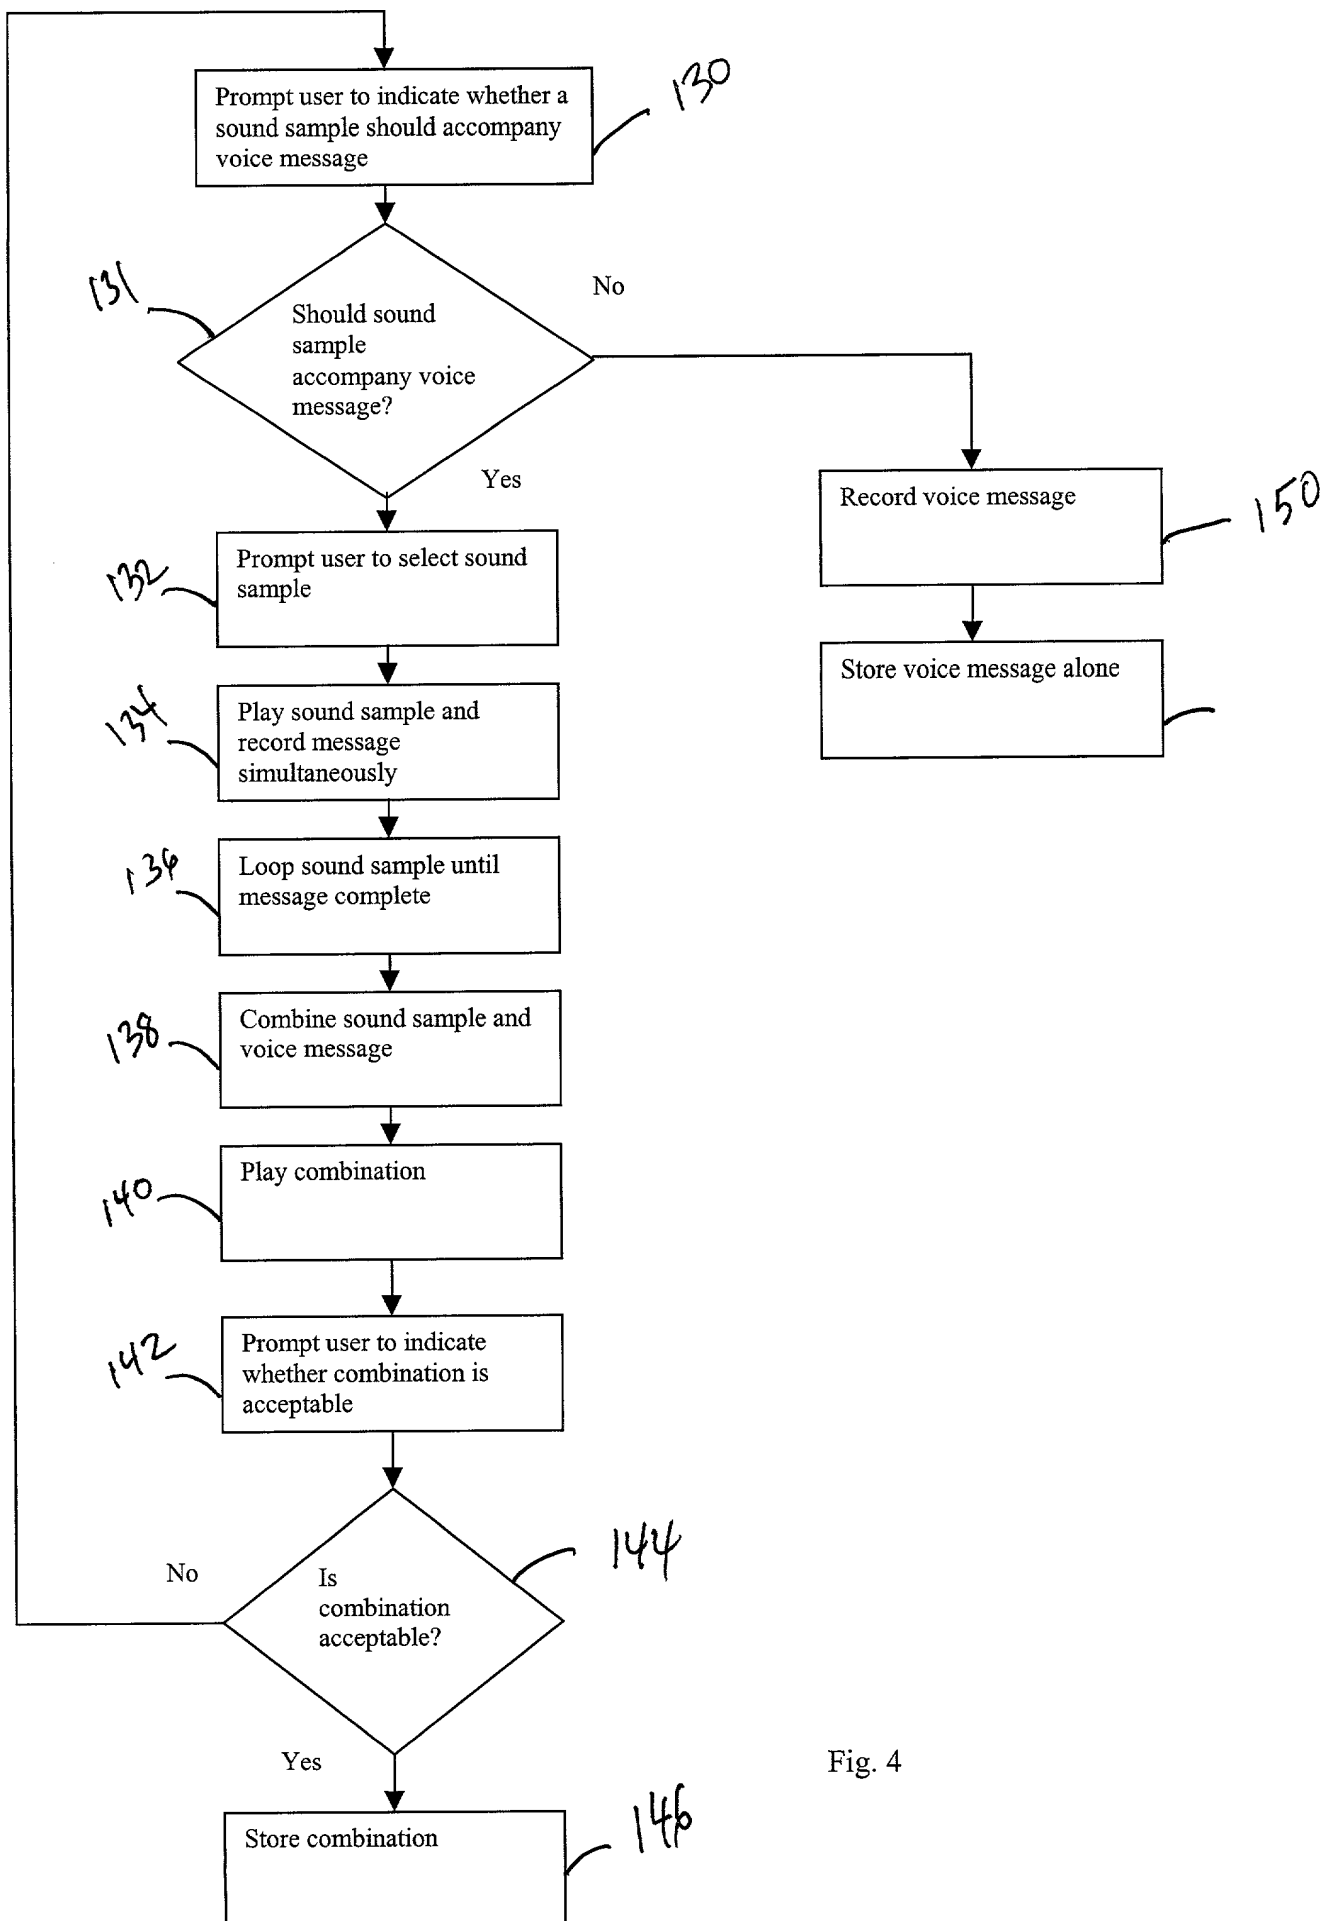 Prompt user to indicate whether a
sound sample should accompany
voice message
130
131
Should sound
sample
accompany voice
message?
No
Yes
Record voice message
150
Prompt user to select sound
sample
132
Store voice message alone
Play sound sample and
record message
simultaneously
134
Loop sound sample until
message complete
136
Combine sound sample and
voice message
138
Play combination
140
Prompt user to indicate
whether combination is
acceptable
142
No
Is
combination
acceptable?
144
Yes
Fig. 4
Store combination
146